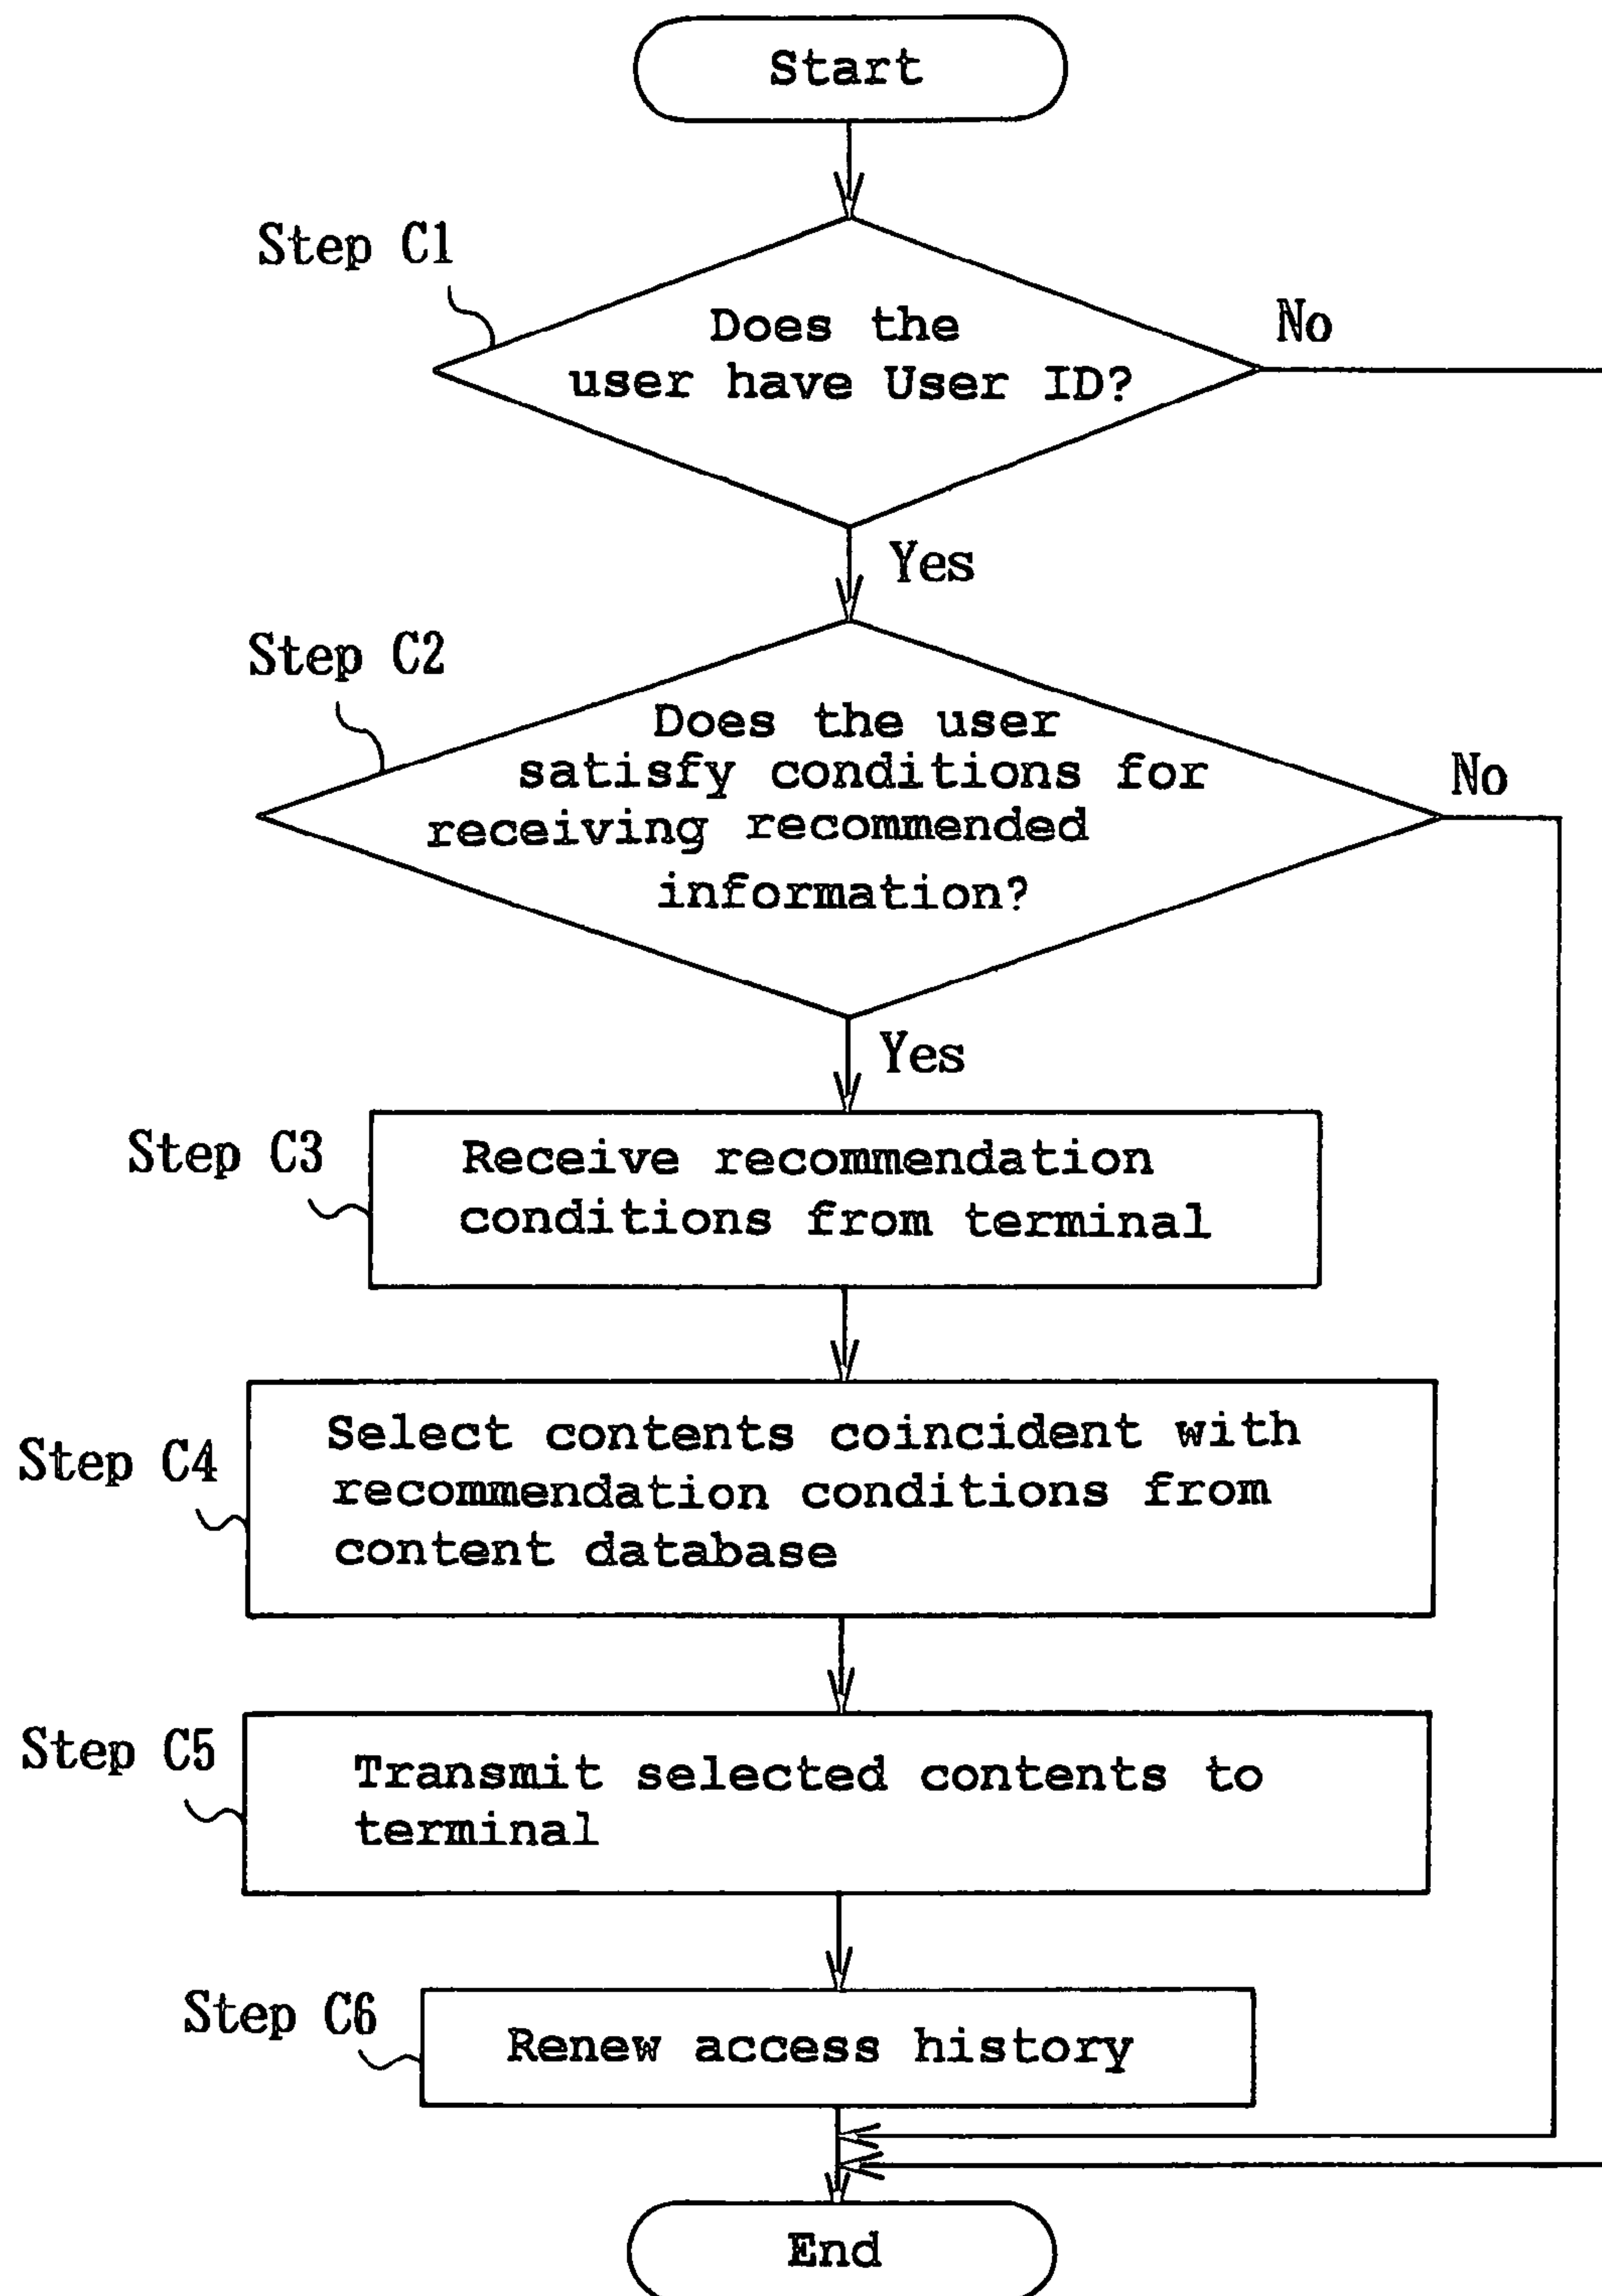 Start
Step C1
Does the
user have User ID?
No
Yes
Step C2
Does the user
satisfy conditions for
receiving recommended
information?
No
Yes
Step C3
Receive recommendation
conditions from terminal
Step C4
Select contents coincident with
recommendation conditions from
content database
Step C5
Transmit selected contents to
terminal
Step C6
Renew access history
End